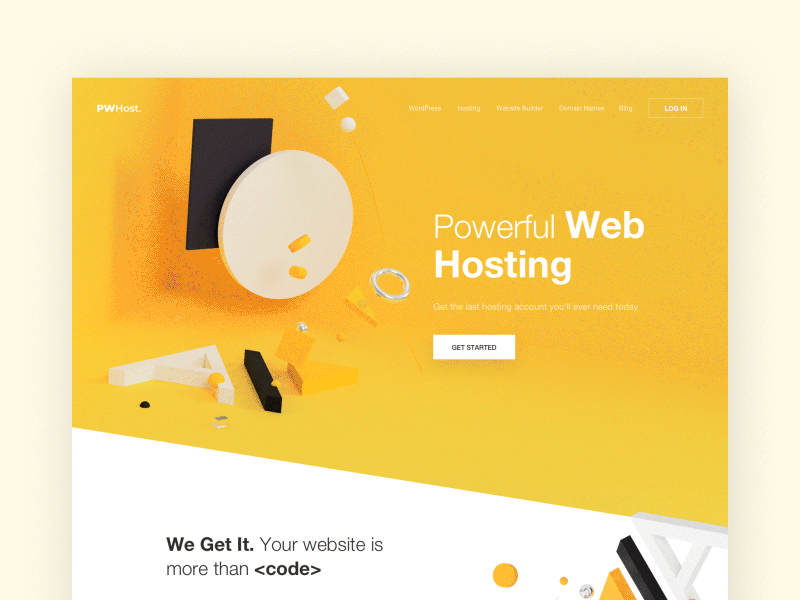 PWHost.
WordPress Hosting Website Builder Domain Names Blog LOG IN
Powerful Web
Hosting
Get the last hosting account you'll ever need today
GET STARTED
We Get It. Your website is
more than <code>